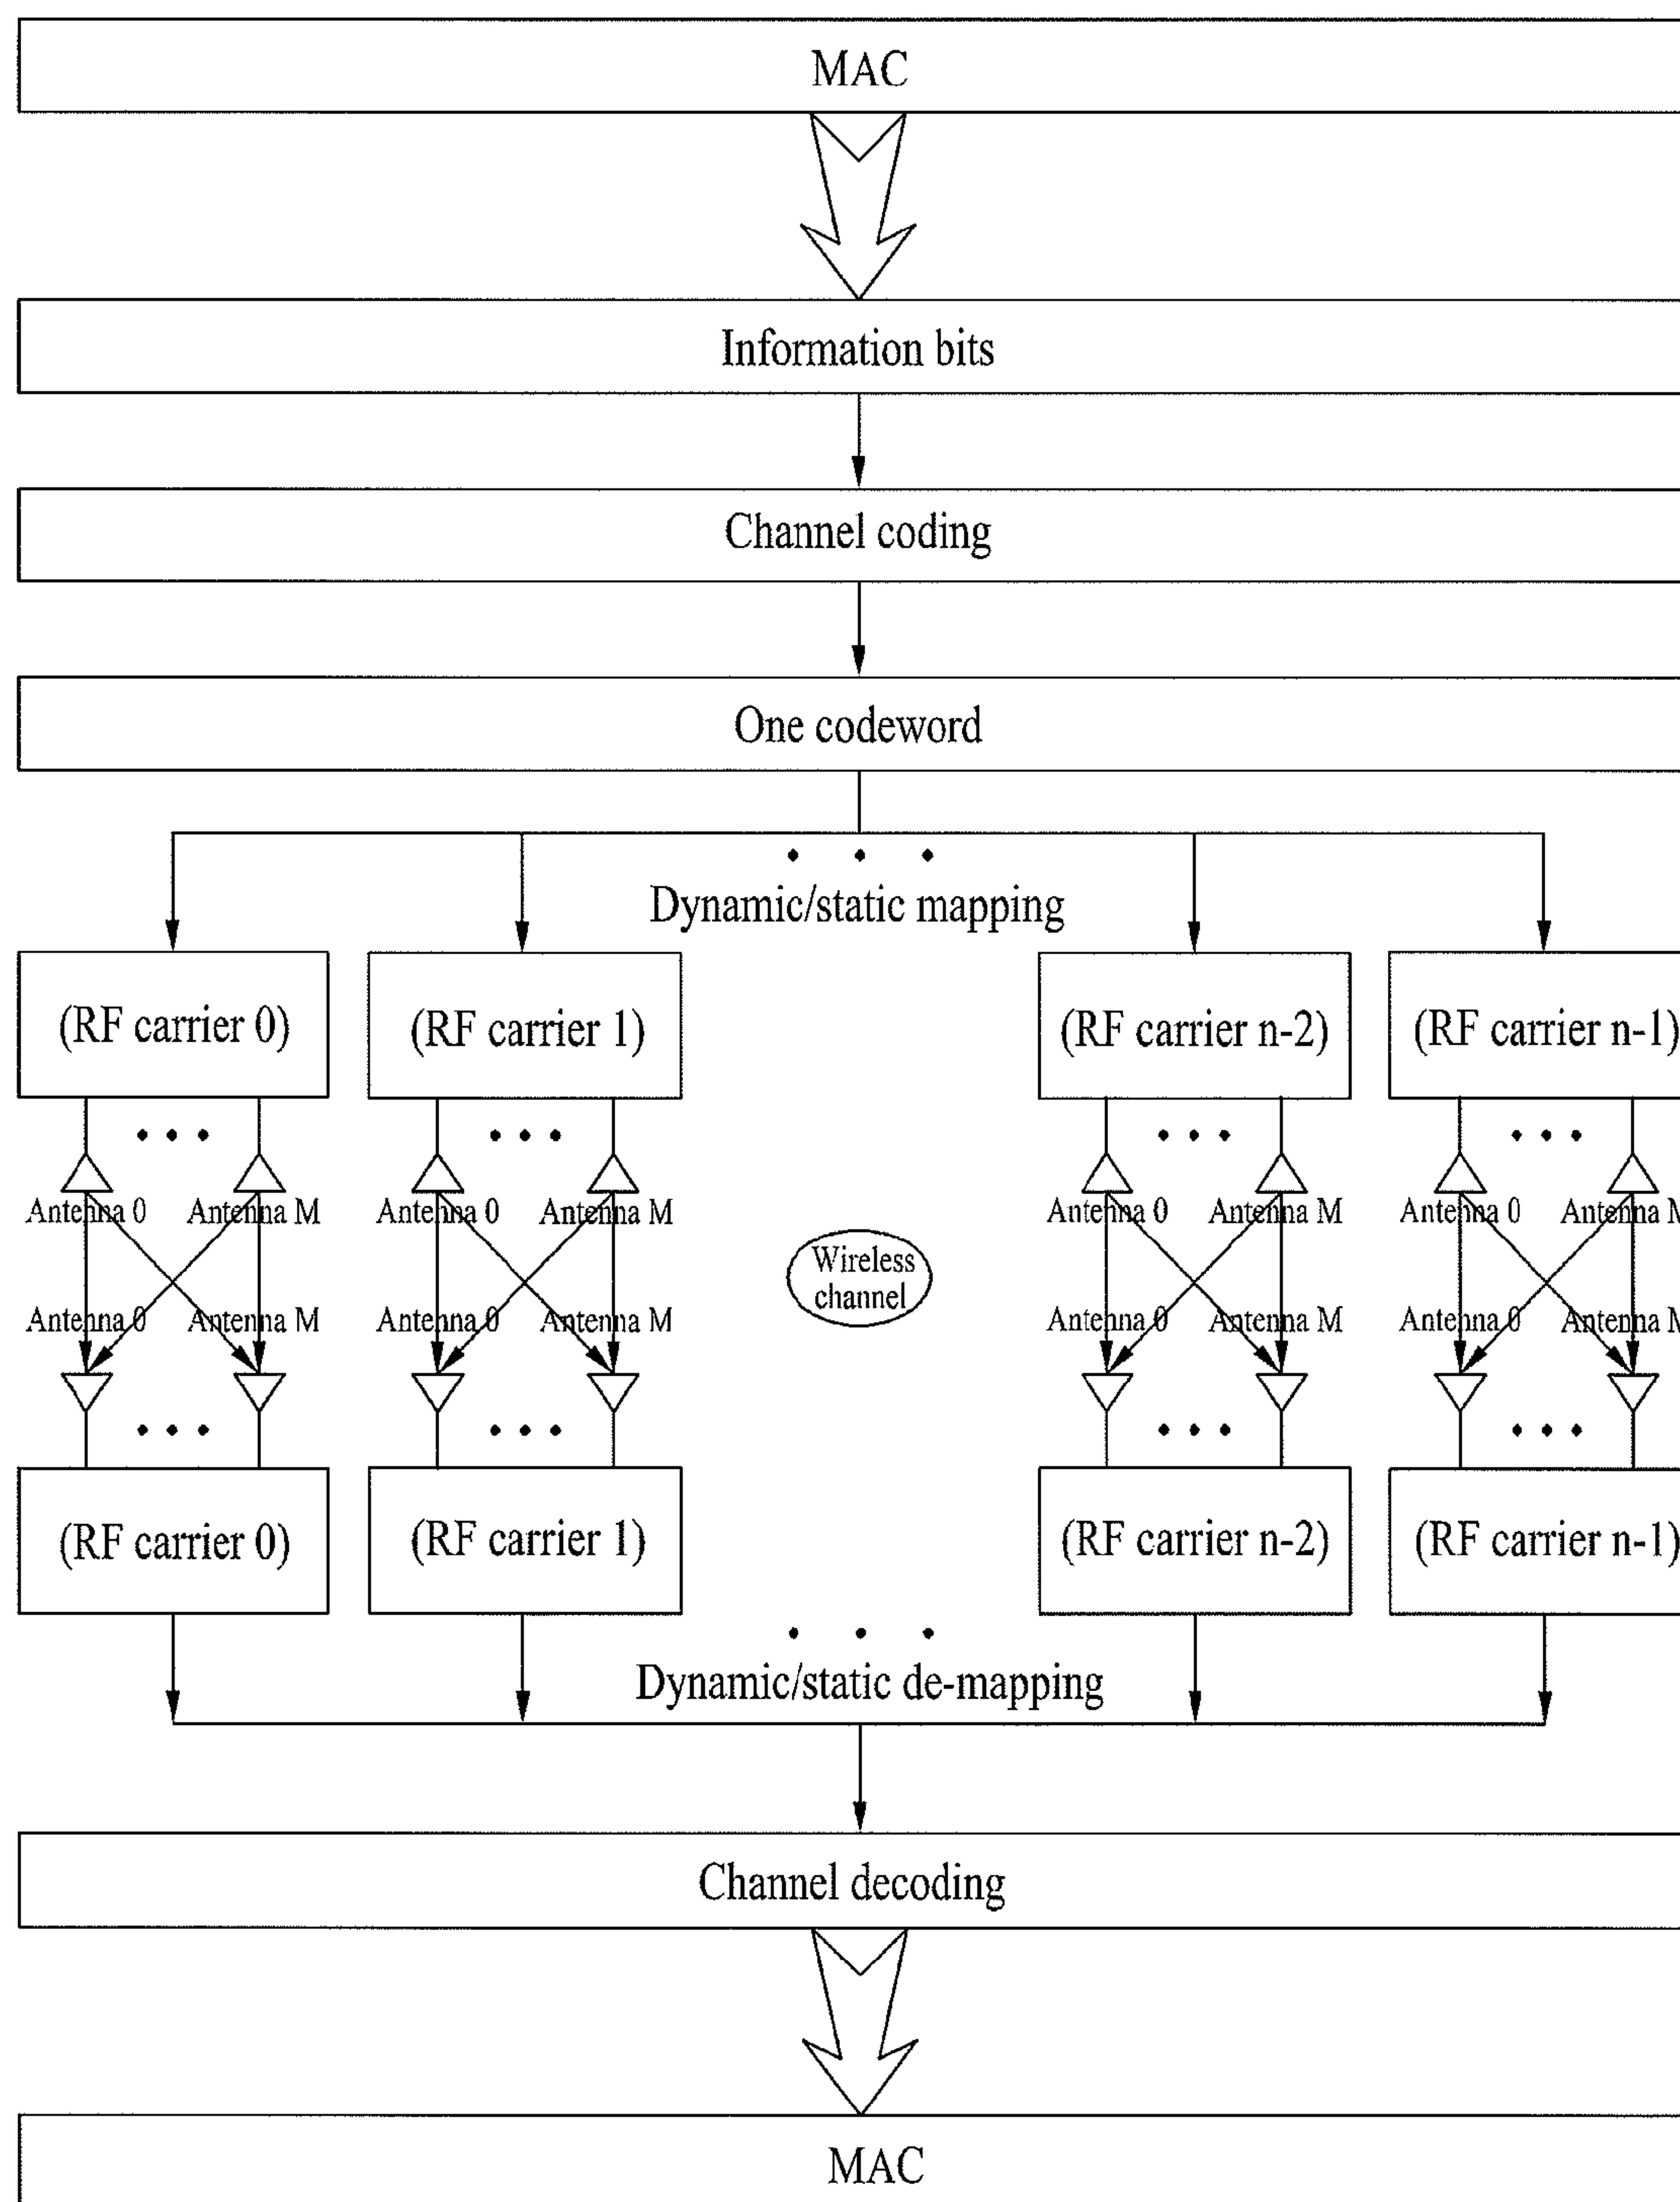 MAC
Information bits
Channel coding
One codeword
Dynamic/static mapping
(RF carrier 0) (RF carrier 1) (RF carrier n-2) (RF carrier n-1)
Antenna 0 Antenna M Antenna 0 Antenna M Antenna 0 Antenna M Antenna 0 Antenna M
Wireless
channel
Antenna 0 Antenna M Antenna 0 Antenna M Antenna 0 Antenna M Antenna 0 Antenna M
(RF carrier 0) (RF carrier 1) (RF carrier n-2) (RF carrier n-1)
Dynamic/static de-mapping
Channel decoding
MAC